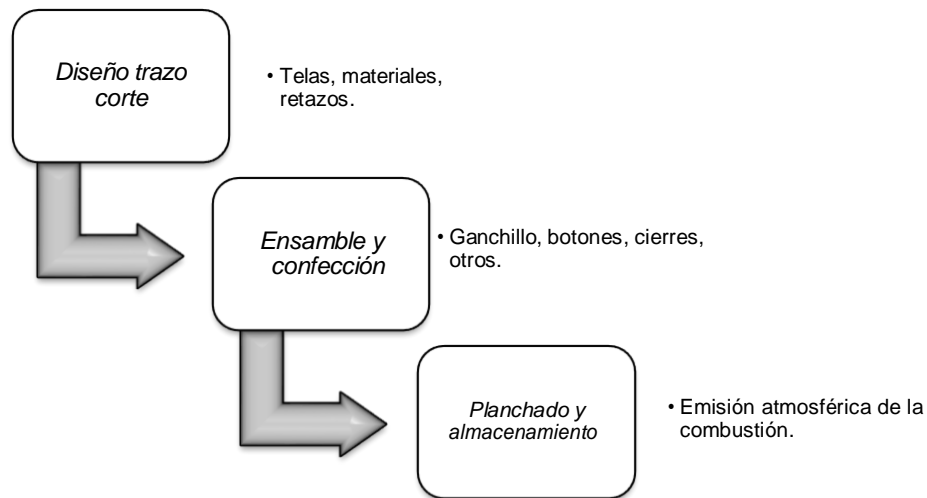 Diseño trazo
corte
• Telas, materiales,
retazos.
Ensamble y
confección
• Ganchillo, botones, cierres,
otros.
Planchado y
almacenamiento
• Emisión atmosférica de la
combustión.